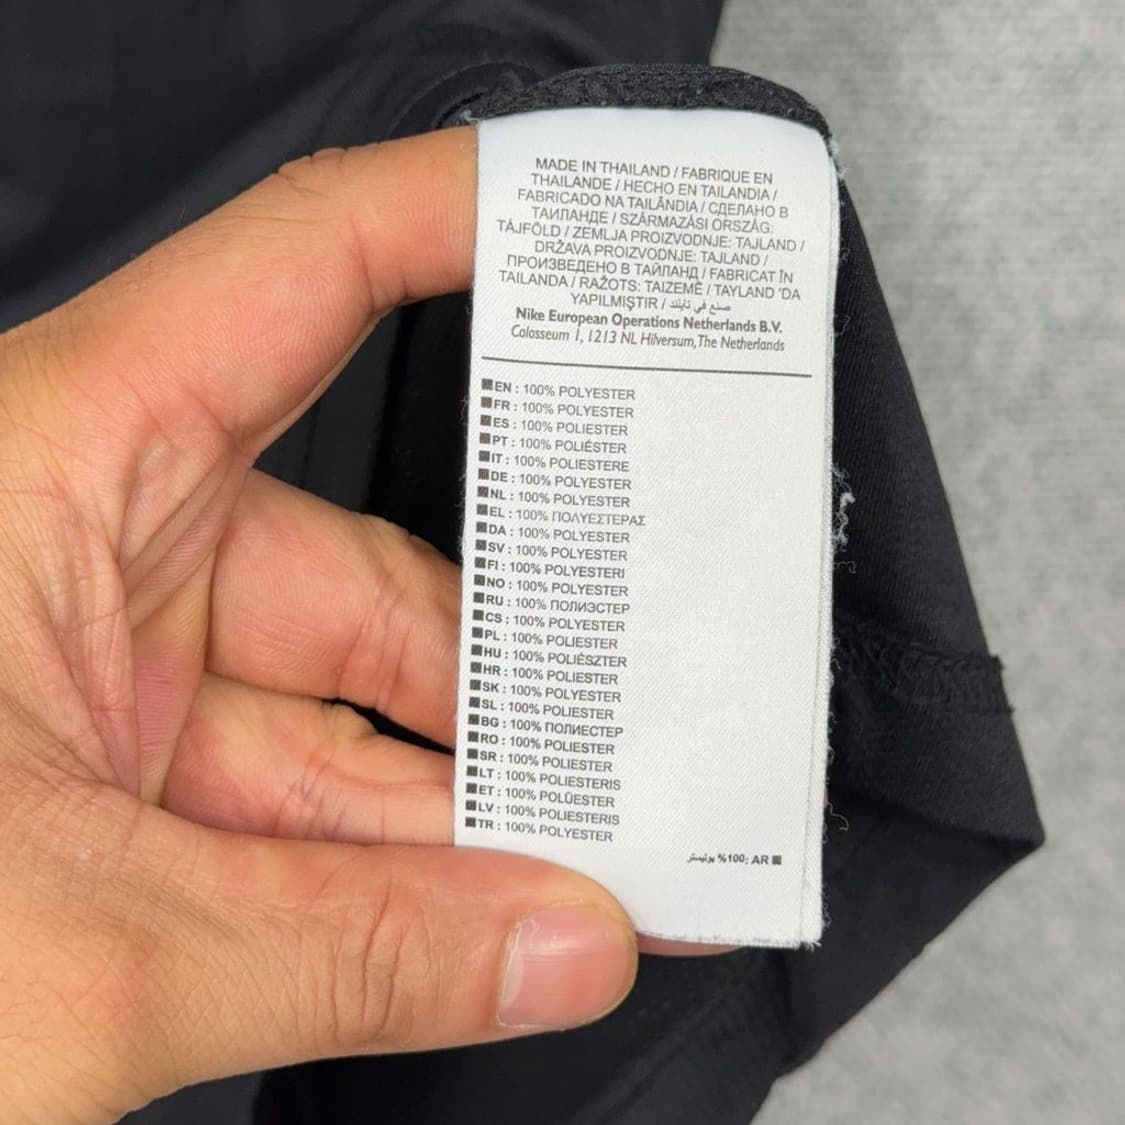 MADE IN THAILAND / FABRIQUE EN
THAILANDE / HECHO EN TAILANDIA /
FABRICADO NA TAILÂNDIA / СДЕЛАНО В
ТАИЛАНДЕ / SZÁRMAZÁSI ORSZÁG:
TÁJFÖLD / ZEMLJA PROIZVODNJE: TAJLAND /
DRŽAVA PROIZVODNJE: TAJLAND /
ПРОИЗВЕДЕНО В ТАЙЛАНД / FABRICAT ÎN
TAILANDA / RAŽOTS: TAIZEMĒ / TAYLAND 'DA
YAPILMIŞTIR / صنع في تايلند
Nike European Operations Netherlands B.V.
Colosseum 1, 1213 NL Hilversum, The Netherlands
EN : 100% POLYESTER
FR : 100% POLYESTER
ES : 100% POLIESTER
PT : 100% POLIÉSTER
IT : 100% POLIESTERE
DE : 100% POLYESTER
NL : 100% POLYESTER
EL : 100% ΠΟΛΥΕΣΤΕΡΑΣ
DA : 100% POLYESTER
SV : 100% POLYESTER
FI : 100% POLYESTERI
NO : 100% POLYESTER
RU : 100% ПОЛИЭСТЕР
CS : 100% POLYESTER
PL : 100% POLIESTER
HU : 100% POLIÉSZTER
HR : 100% POLIESTER
SK : 100% POLYESTER
SL : 100% POLIESTER
BG : 100% ПОЛИЕСТЕР
RO : 100% POLIESTER
SR : 100% POLIESTER
LT : 100% POLIESTERIS
ET : 100% POLÜESTER
LV : 100% POLIESTERIS
TR : 100% POLYESTER
AR :100% بوليستر